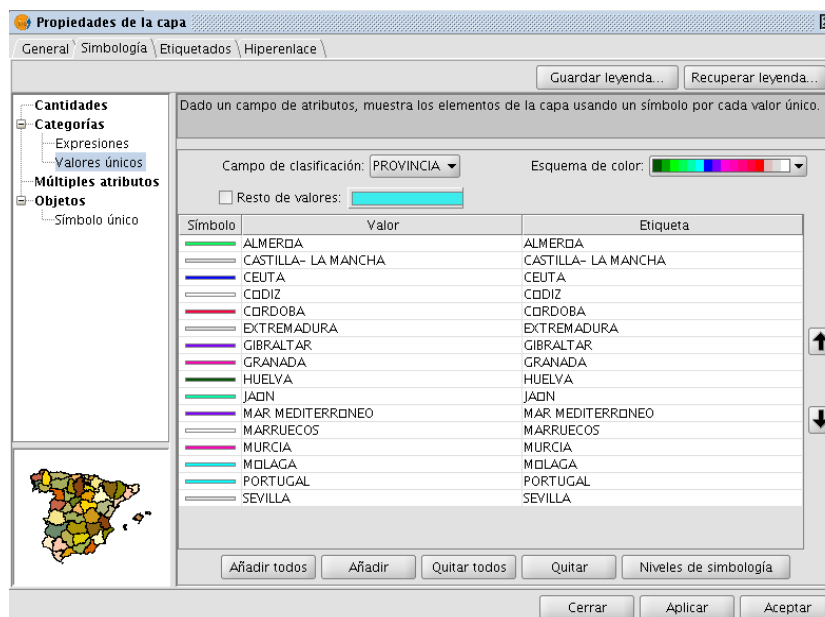 Propiedades de la capa
General Simbología Etiquetados Hiperenlace
Guardar leyenda... Recuperar leyenda...
Cantidades
Categorías
Expresiones
Valores únicos
Múltiples atributos
Objetos
Símbolo único
Dado un campo de atributos, muestra los elementos de la capa usando un símbolo por cada valor único.
Campo de clasificación: PROVINCIA Esquema de color:
Resto de valores:
Símbolo Valor Etiqueta
ALMER□A ALMER□A
CASTILLA- LA MANCHA CASTILLA- LA MANCHA
CEUTA CEUTA
C□DIZ C□DIZ
C□RDOBA C□RDOBA
EXTREMADURA EXTREMADURA
GIBRALTAR GIBRALTAR
GRANADA GRANADA
HUELVA HUELVA
JA□N JA□N
MAR MEDITERR□NEO MAR MEDITERR□NEO
MARRUECOS MARRUECOS
MURCIA MURCIA
M□LAGA M□LAGA
PORTUGAL PORTUGAL
SEVILLA SEVILLA
Añadir todos Añadir Quitar todos Quitar Niveles de simbología
Cerrar Aplicar Aceptar